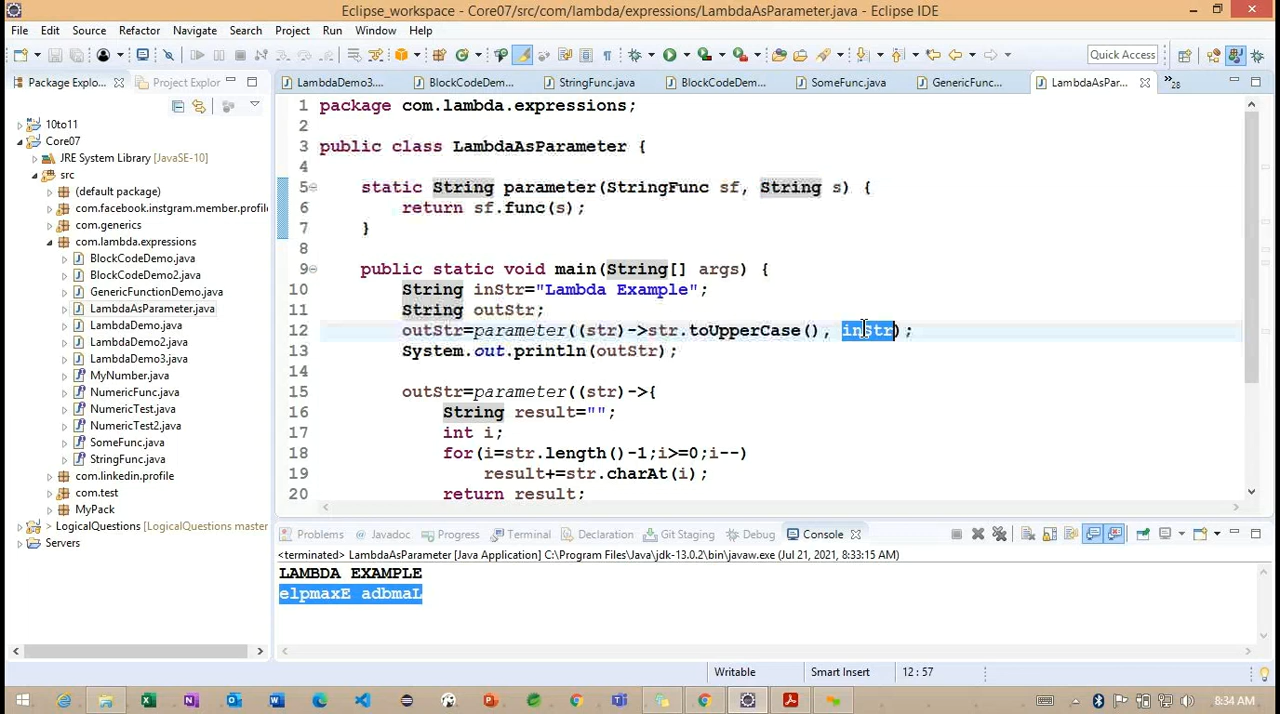 Eclipse_workspace - Core07/src/com/lambda/expressions/LambdaAsParameter.java - Eclipse IDE
File Edit Source Refactor Navigate Search Project Run Window Help
Quick Access
Package Explo... Project Explor
LambdaDemo3.... BlockCodeDem... StringFunc.java BlockCodeDem... SomeFunc.java GenericFunc... LambdaAsPar... »28
10to11
Core07
JRE System Library [JavaSE-10]
src
(default package)
com.facebook.instgram.member.profile
com.generics
com.lambda.expressions
BlockCodeDemo.java
BlockCodeDemo2.java
GenericFunctionDemo.java
LambdaAsParameter.java
LambdaDemo.java
LambdaDemo2.java
LambdaDemo3.java
MyNumber.java
NumericFunc.java
NumericTest.java
NumericTest2.java
SomeFunc.java
StringFunc.java
com.linkedin.profile
com.test
MyPack
> LogicalQuestions [LogicalQuestions master
Servers
1 package com.lambda.expressions;
2
3 public class LambdaAsParameter {
4
5 static String parameter(StringFunc sf, String s) {
6 return sf.func(s);
7 }
8
9 public static void main(String[] args) {
10 String inStr="Lambda Example";
11 String outStr;
12 outStr=parameter((str)->str.toUpperCase(), inStr);
13 System.out.println(outStr);
14
15 outStr=parameter((str)->{
16 String result="";
17 int i;
18 for(i=str.length()-1;i>=0;i--)
19 result+=str.charAt(i);
20 return result;
Problems Javadoc Progress Terminal Declaration Git Staging Debug Console
<terminated> LambdaAsParameter [Java Application] C:\Program Files\Java\jdk-13.0.2\bin\javaw.exe (Jul 21, 2021, 8:33:15 AM)
LAMBDA EXAMPLE
elpmaxE adbmaL
Writable Smart Insert 12 : 57
8:34 AM